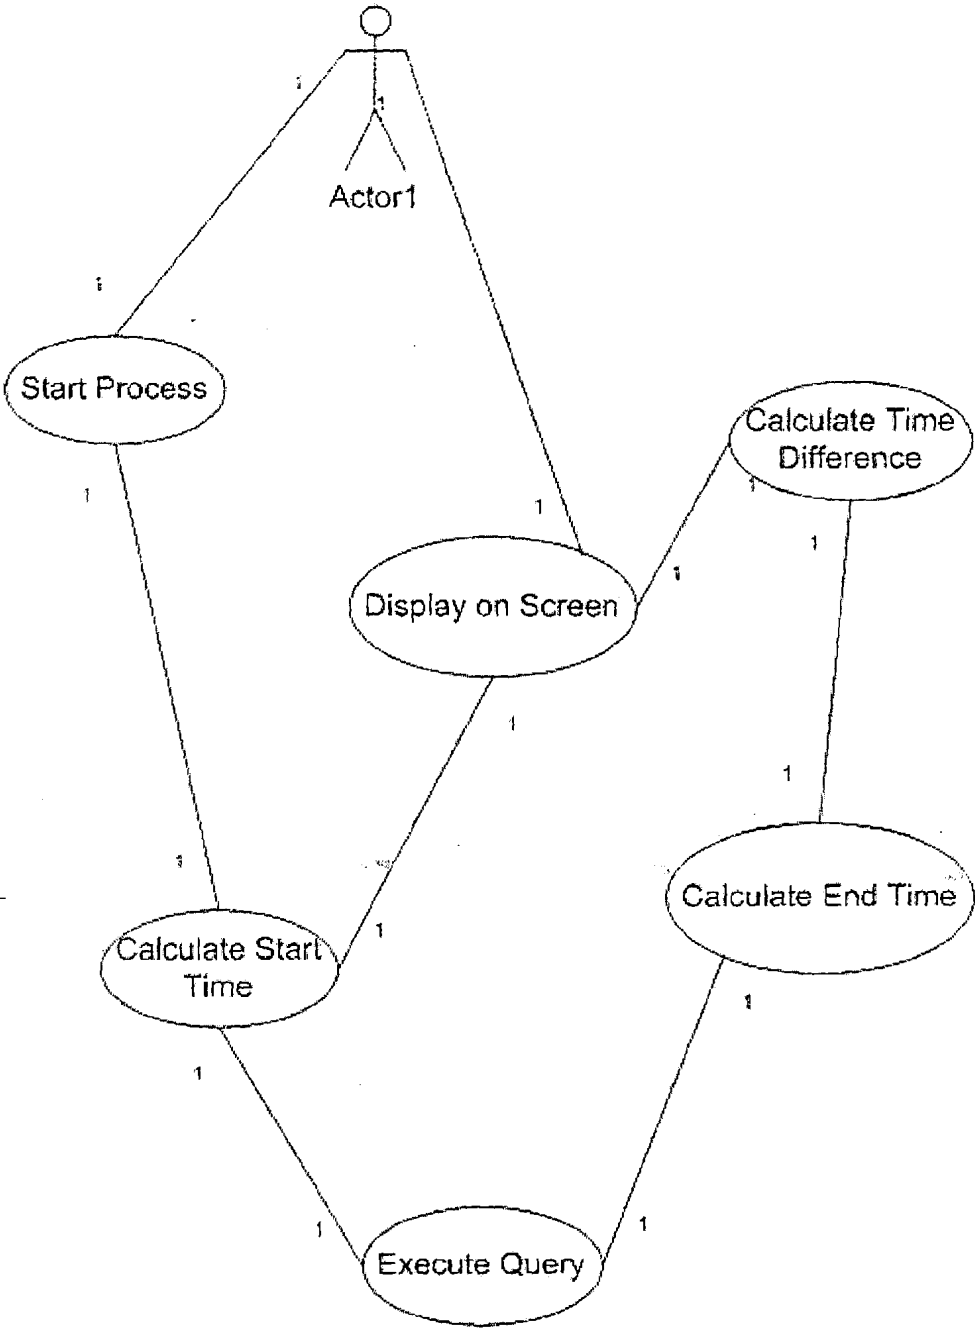 1
1
Actor1
1
Start Process
Calculate Time
Difference
1
1
1
1
1
Display on Screen
1
1
1
Calculate End Time
1
Calculate Start
Time
1
1
1
1
1
Execute Query